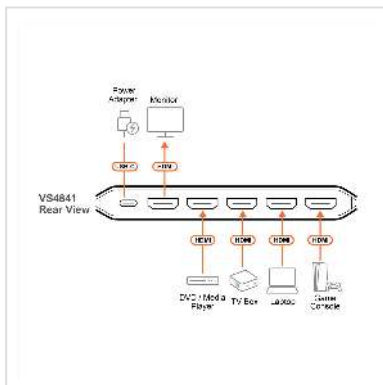 Power
Adapter
Monitor
USB-C
HDMI
VS4841
Rear View
HDMI
HDMI
HDMI
HDMI
DVD / Media
Player
TV Box
Laptop
Game
Console